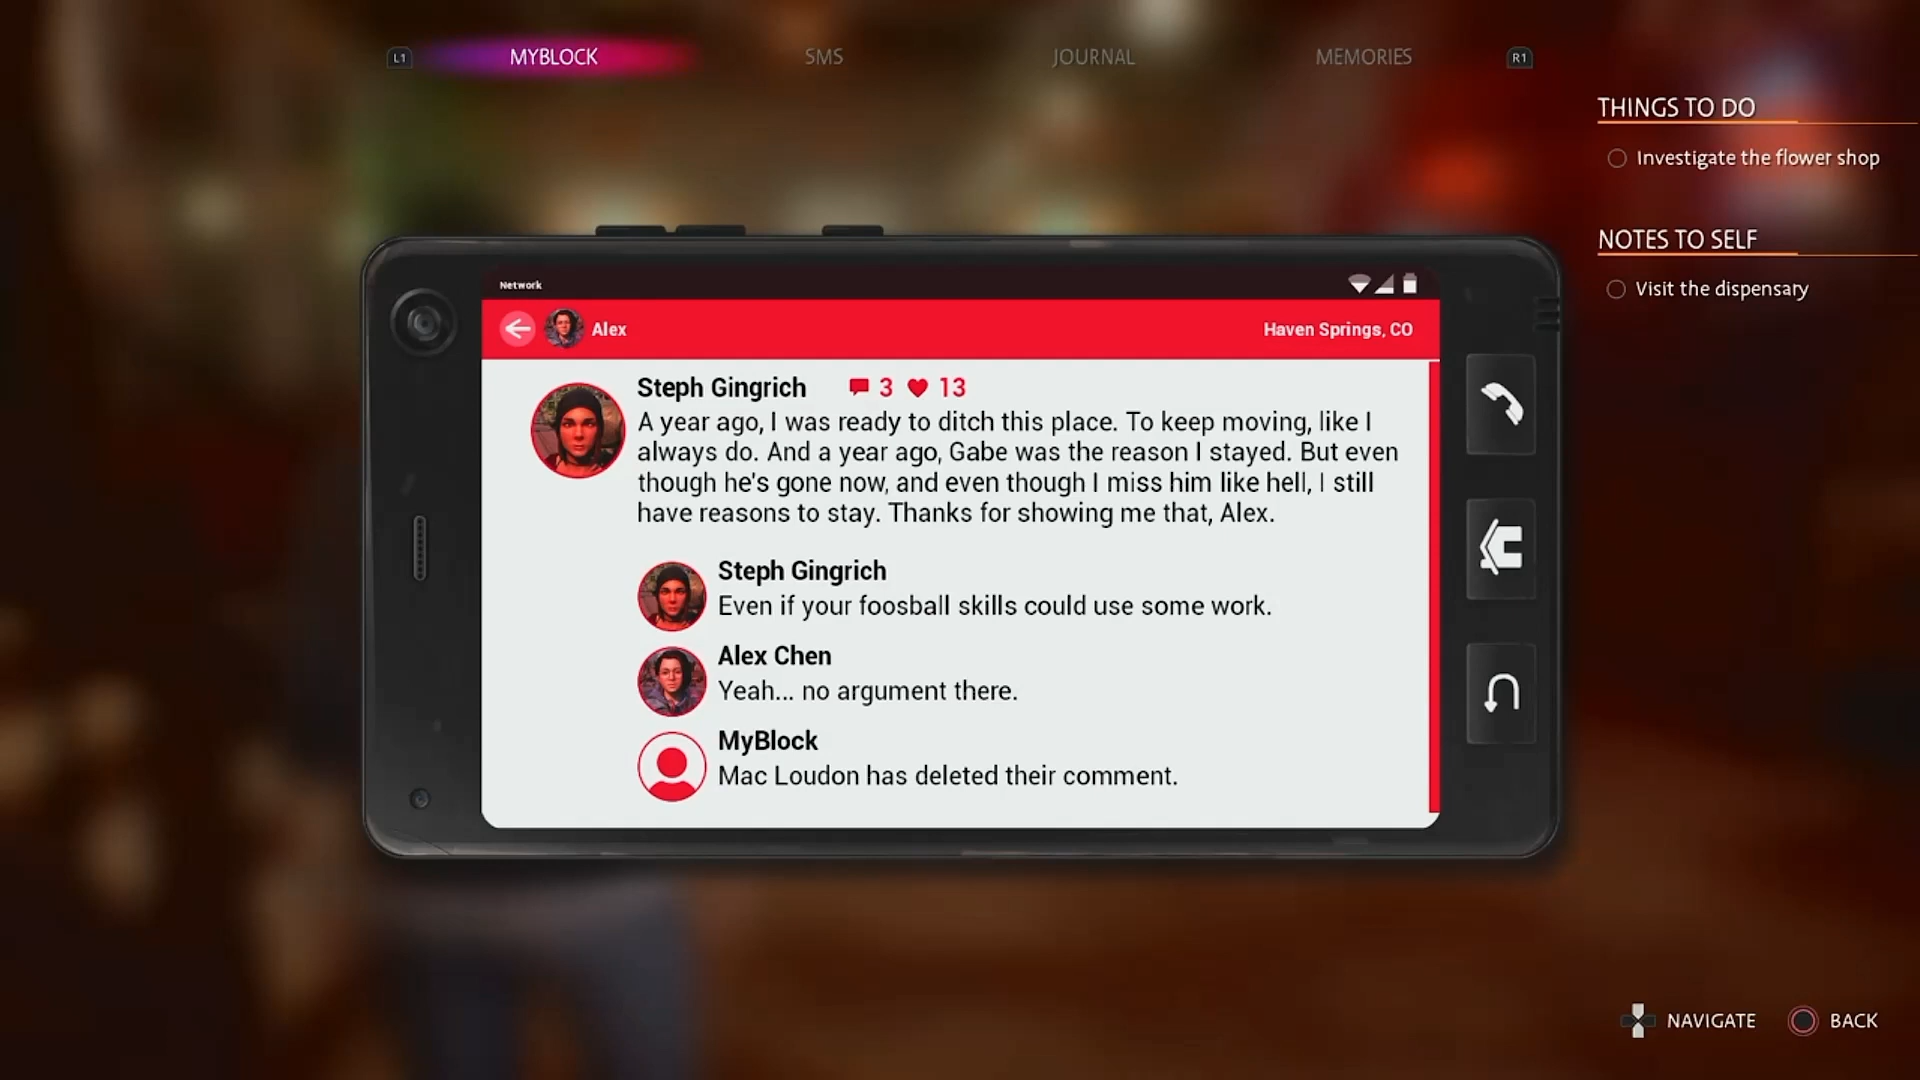 L1
MYBLOCK
SMS
JOURNAL
MEMORIES
R1
THINGS TO DO
Investigate the flower shop
NOTES TO SELF
Visit the dispensary
Network
Alex
Haven Springs, CO
Steph Gingrich 3 13
A year ago, I was ready to ditch this place. To keep moving, like I
always do. And a year ago, Gabe was the reason I stayed. But even
though he's gone now, and even though I miss him like hell, I still
have reasons to stay. Thanks for showing me that, Alex.
Steph Gingrich
Even if your foosball skills could use some work.
Alex Chen
Yeah... no argument there.
MyBlock
Mac Loudon has deleted their comment.
NAVIGATE
BACK